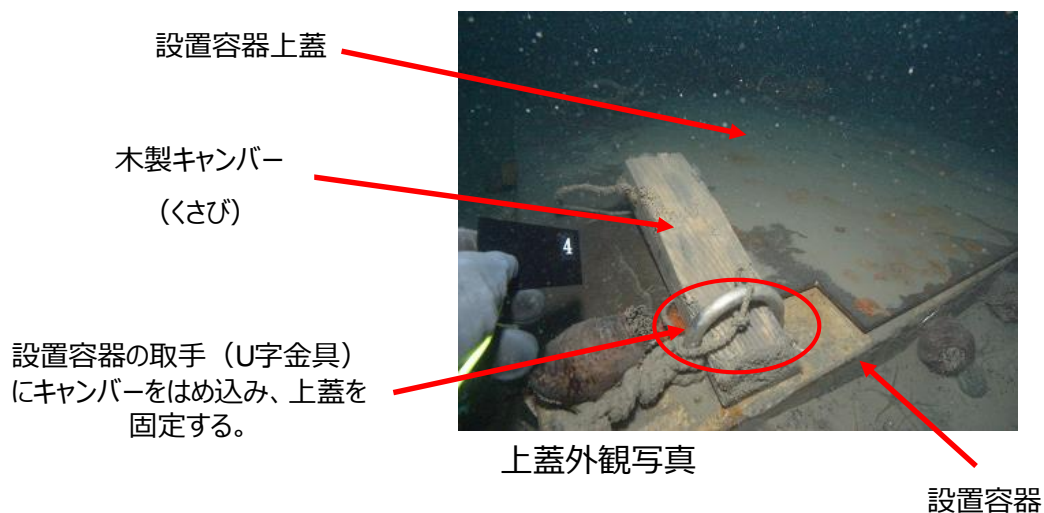 設置容器上蓋
木製キャンバー
（くさび）
4
設置容器の取手（U字金具）
にキャンバーをはめ込み、上蓋を
固定する。
上蓋外観写真
設置容器